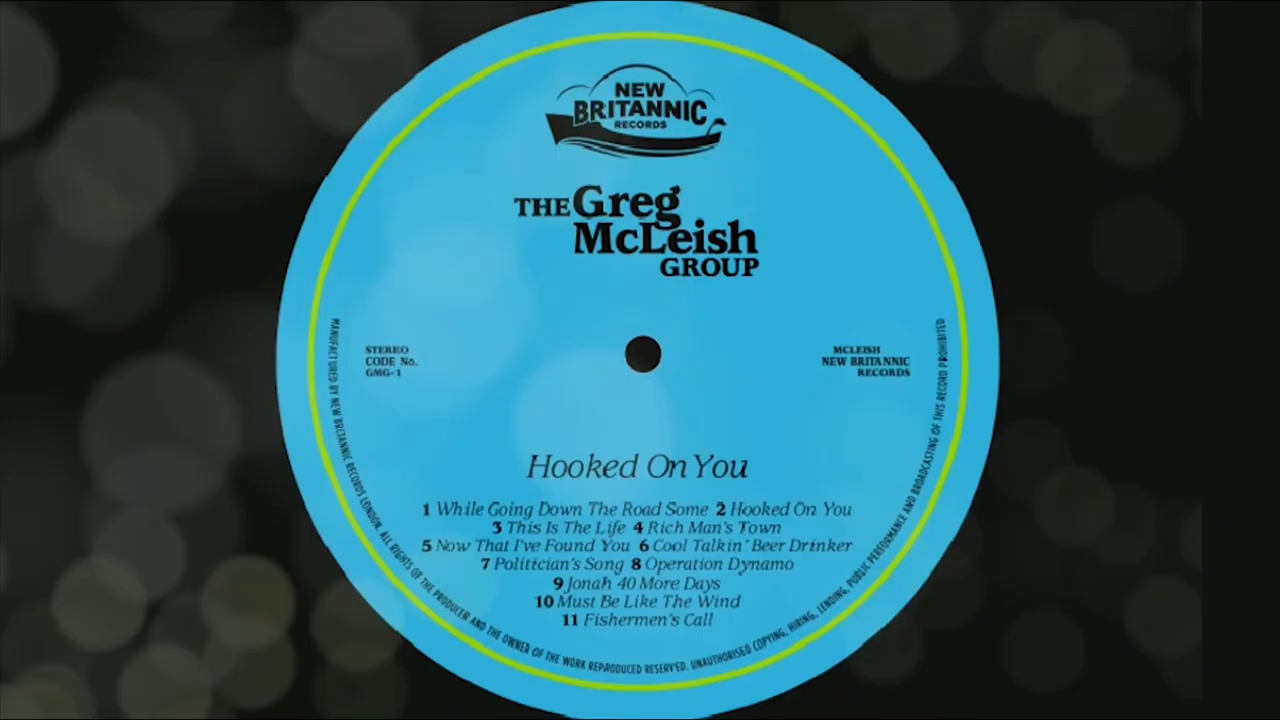 NEW
BRITANNIC
RECORDS
THE Greg
McLeish
GROUP
STEREO
CODE No.
GMG-1
MCLEISH
NEW BRITANNIC
RECORDS
Hooked On You
1 While Going Down The Road Some 2 Hooked On You
3 This Is The Life 4 Rich Man's Town
5 Now That I've Found You 6 Cool Talkin' Beer Drinker
7 Politician's Song 8 Operation Dynamo
9 Jonah 40 More Days
10 Must Be Like The Wind
11 Fishermen's Call
MANUFACTURED BY NEW BRITANNIC RECORDS LONDON. ALL RIGHTS OF THE PRODUCER AND THE OWNER OF THE WORK REPRODUCED RESERVED. UNAUTHORISED COPYING, HIRING, LENDING, PUBLIC PERFORMANCE AND BROADCASTING OF THIS RECORD PROHIBITED